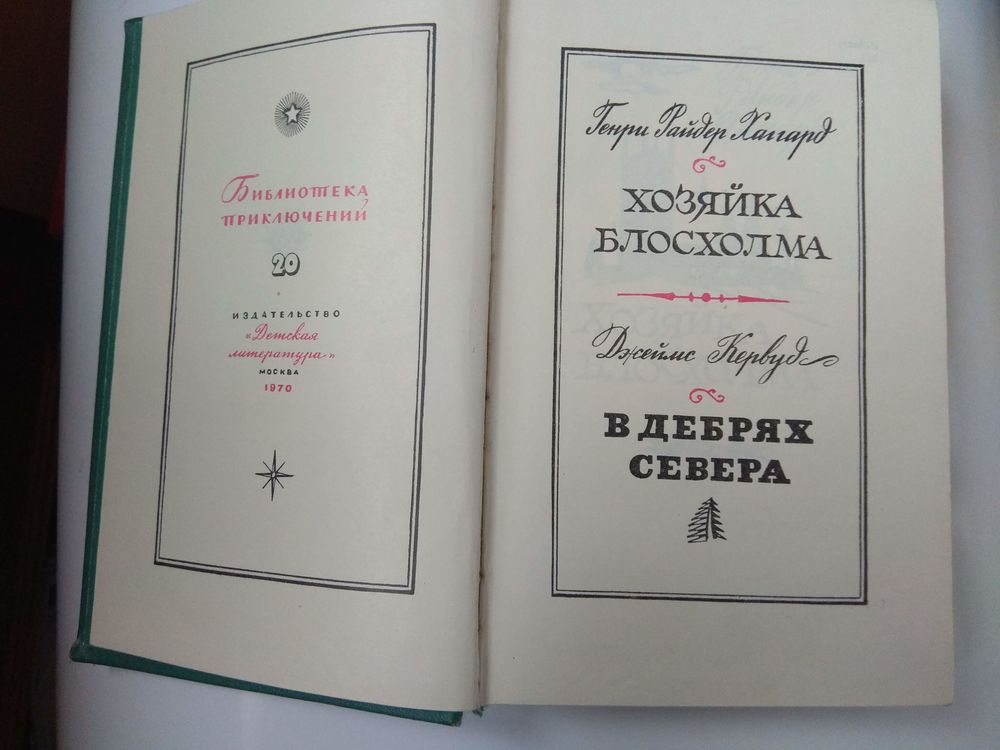 Библиотека
приключений
20
ИЗДАТЕЛЬСТВО
«Детская
литература»
МОСКВА
1970
Генри Райдер Хаггард
ХОЗЯЙКА
БЛОСХОЛМА
Джеймс Кервуд
В ДЕБРЯХ
СЕВЕРА